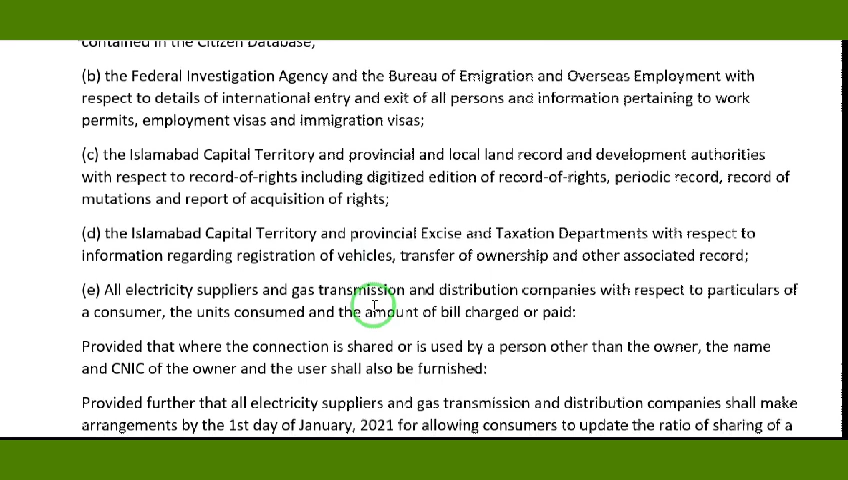 contained in the Citizen Database;
(b) the Federal Investigation Agency and the Bureau of Emigration and Overseas Employment with
respect to details of international entry and exit of all persons and information pertaining to work
permits, employment visas and immigration visas;
(c) the Islamabad Capital Territory and provincial and local land record and development authorities
with respect to record-of-rights including digitized edition of record-of-rights, periodic record, record of
mutations and report of acquisition of rights;
(d) the Islamabad Capital Territory and provincial Excise and Taxation Departments with respect to
information regarding registration of vehicles, transfer of ownership and other associated record;
(e) All electricity suppliers and gas transmission and distribution companies with respect to particulars of
a consumer, the units consumed and the amount of bill charged or paid:
Provided that where the connection is shared or is used by a person other than the owner, the name
and CNIC of the owner and the user shall also be furnished:
Provided further that all electricity suppliers and gas transmission and distribution companies shall make
arrangements by the 1st day of January, 2021 for allowing consumers to update the ratio of sharing of a